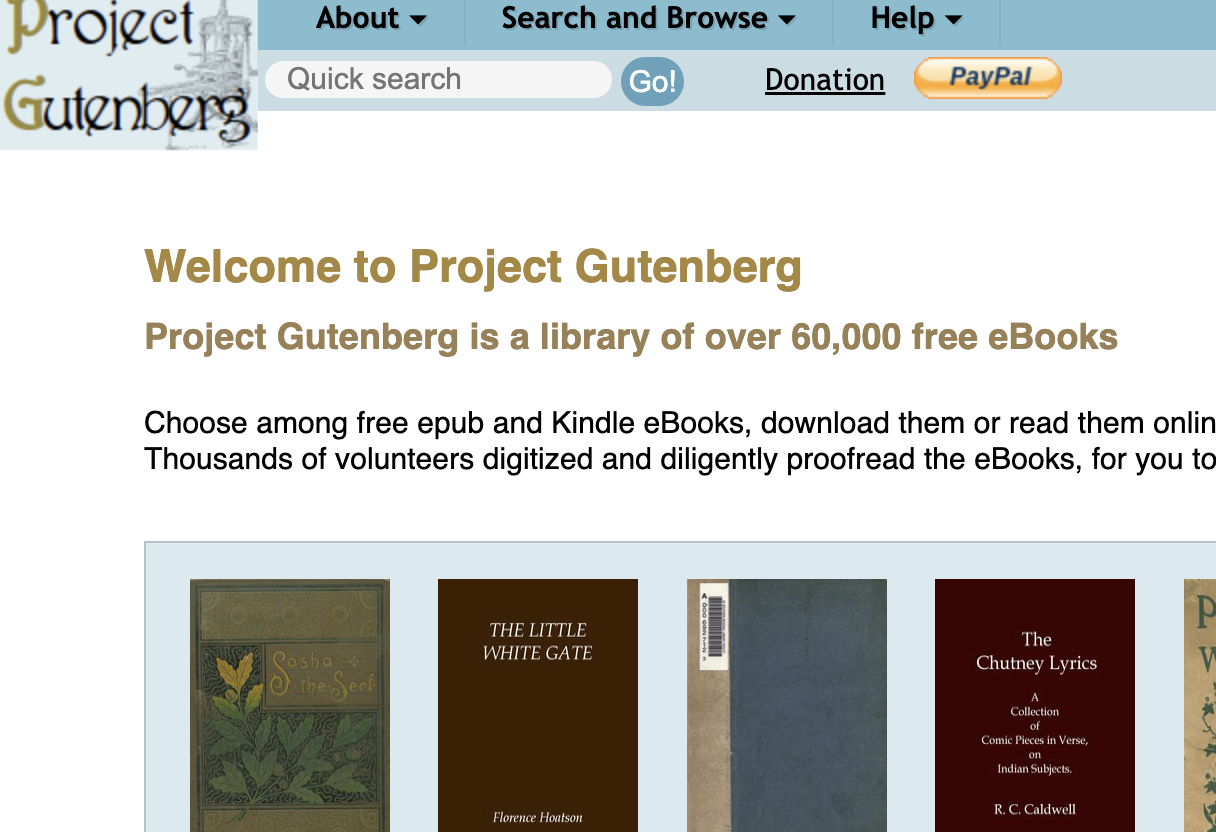 Project
Gutenberg
About
Search and Browse
Help
Quick search
Go!
Donation
PayPal
Welcome to Project Gutenberg
Project Gutenberg is a library of over 60,000 free eBooks
Choose among free epub and Kindle eBooks, download them or read them onlin
Thousands of volunteers digitized and diligently proofread the eBooks, for you to
Sasha
the Serf
THE LITTLE
WHITE GATE
Florence Hoatson
The
Chutney Lyrics
A
Collection
of
Comic Pieces in Verse,
on
Indian Subjects.
R. C. Caldwell